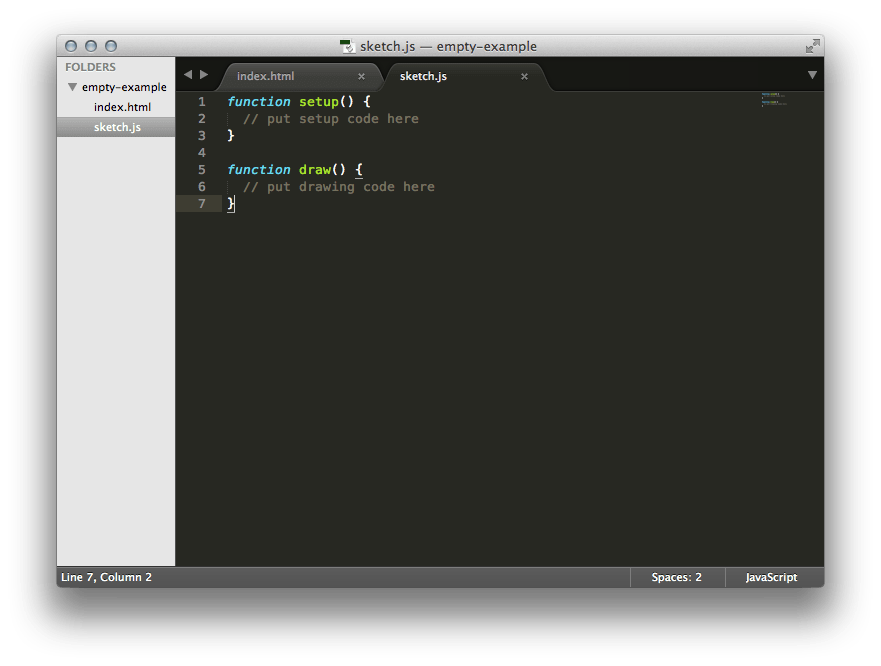 sketch.js — empty-example
FOLDERS
empty-example
index.html
sketch.js
index.html × sketch.js ×
1 function setup() {
2 // put setup code here
3 }
4
5 function draw() {
6 // put drawing code here
7 }
Line 7, Column 2 Spaces: 2 JavaScript